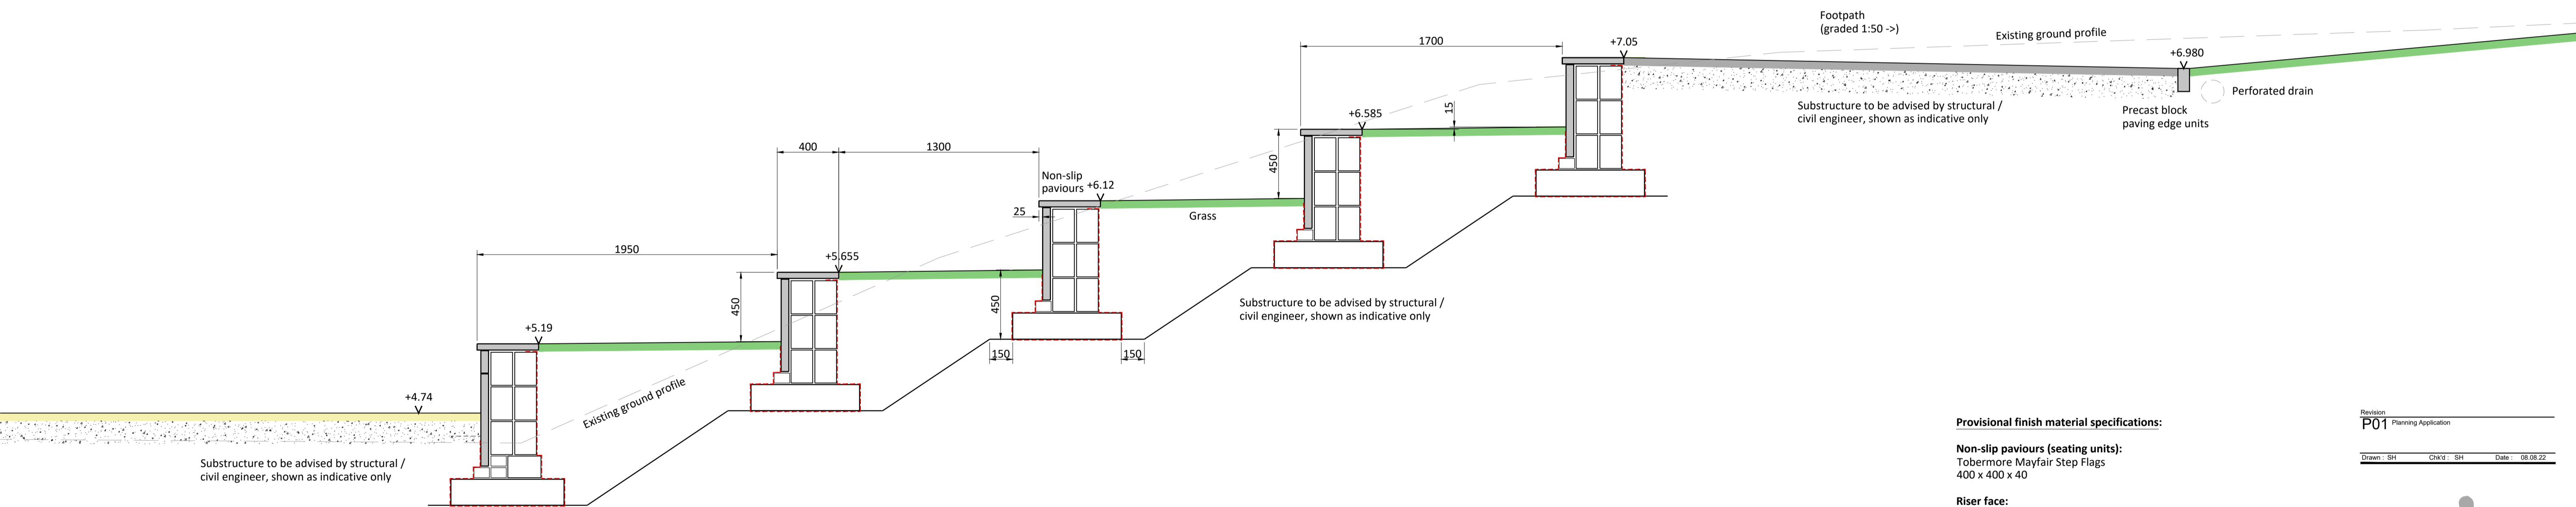 Footpath
(graded 1:50 ->)
Existing ground profile
1700
+7.05
+6.980
15
+6.585
Perforated drain
Substructure to be advised by structural /
civil engineer, shown as indicative only
Precast block
paving edge units
400
1300
450
Non-slip
paviours
+6.12
25
Grass
1950
+5.655
450
450
Substructure to be advised by structural /
civil engineer, shown as indicative only
+5.19
150
150
+4.74
Existing ground profile
Substructure to be advised by structural /
civil engineer, shown as indicative only
Provisional finish material specifications:
Non-slip paviours (seating units):
Tobermore Mayfair Step Flags
400 x 400 x 40
Riser face:
Revision
P01 Planning Application
Drawn : SH Chk'd : SH Date : 08.08.22